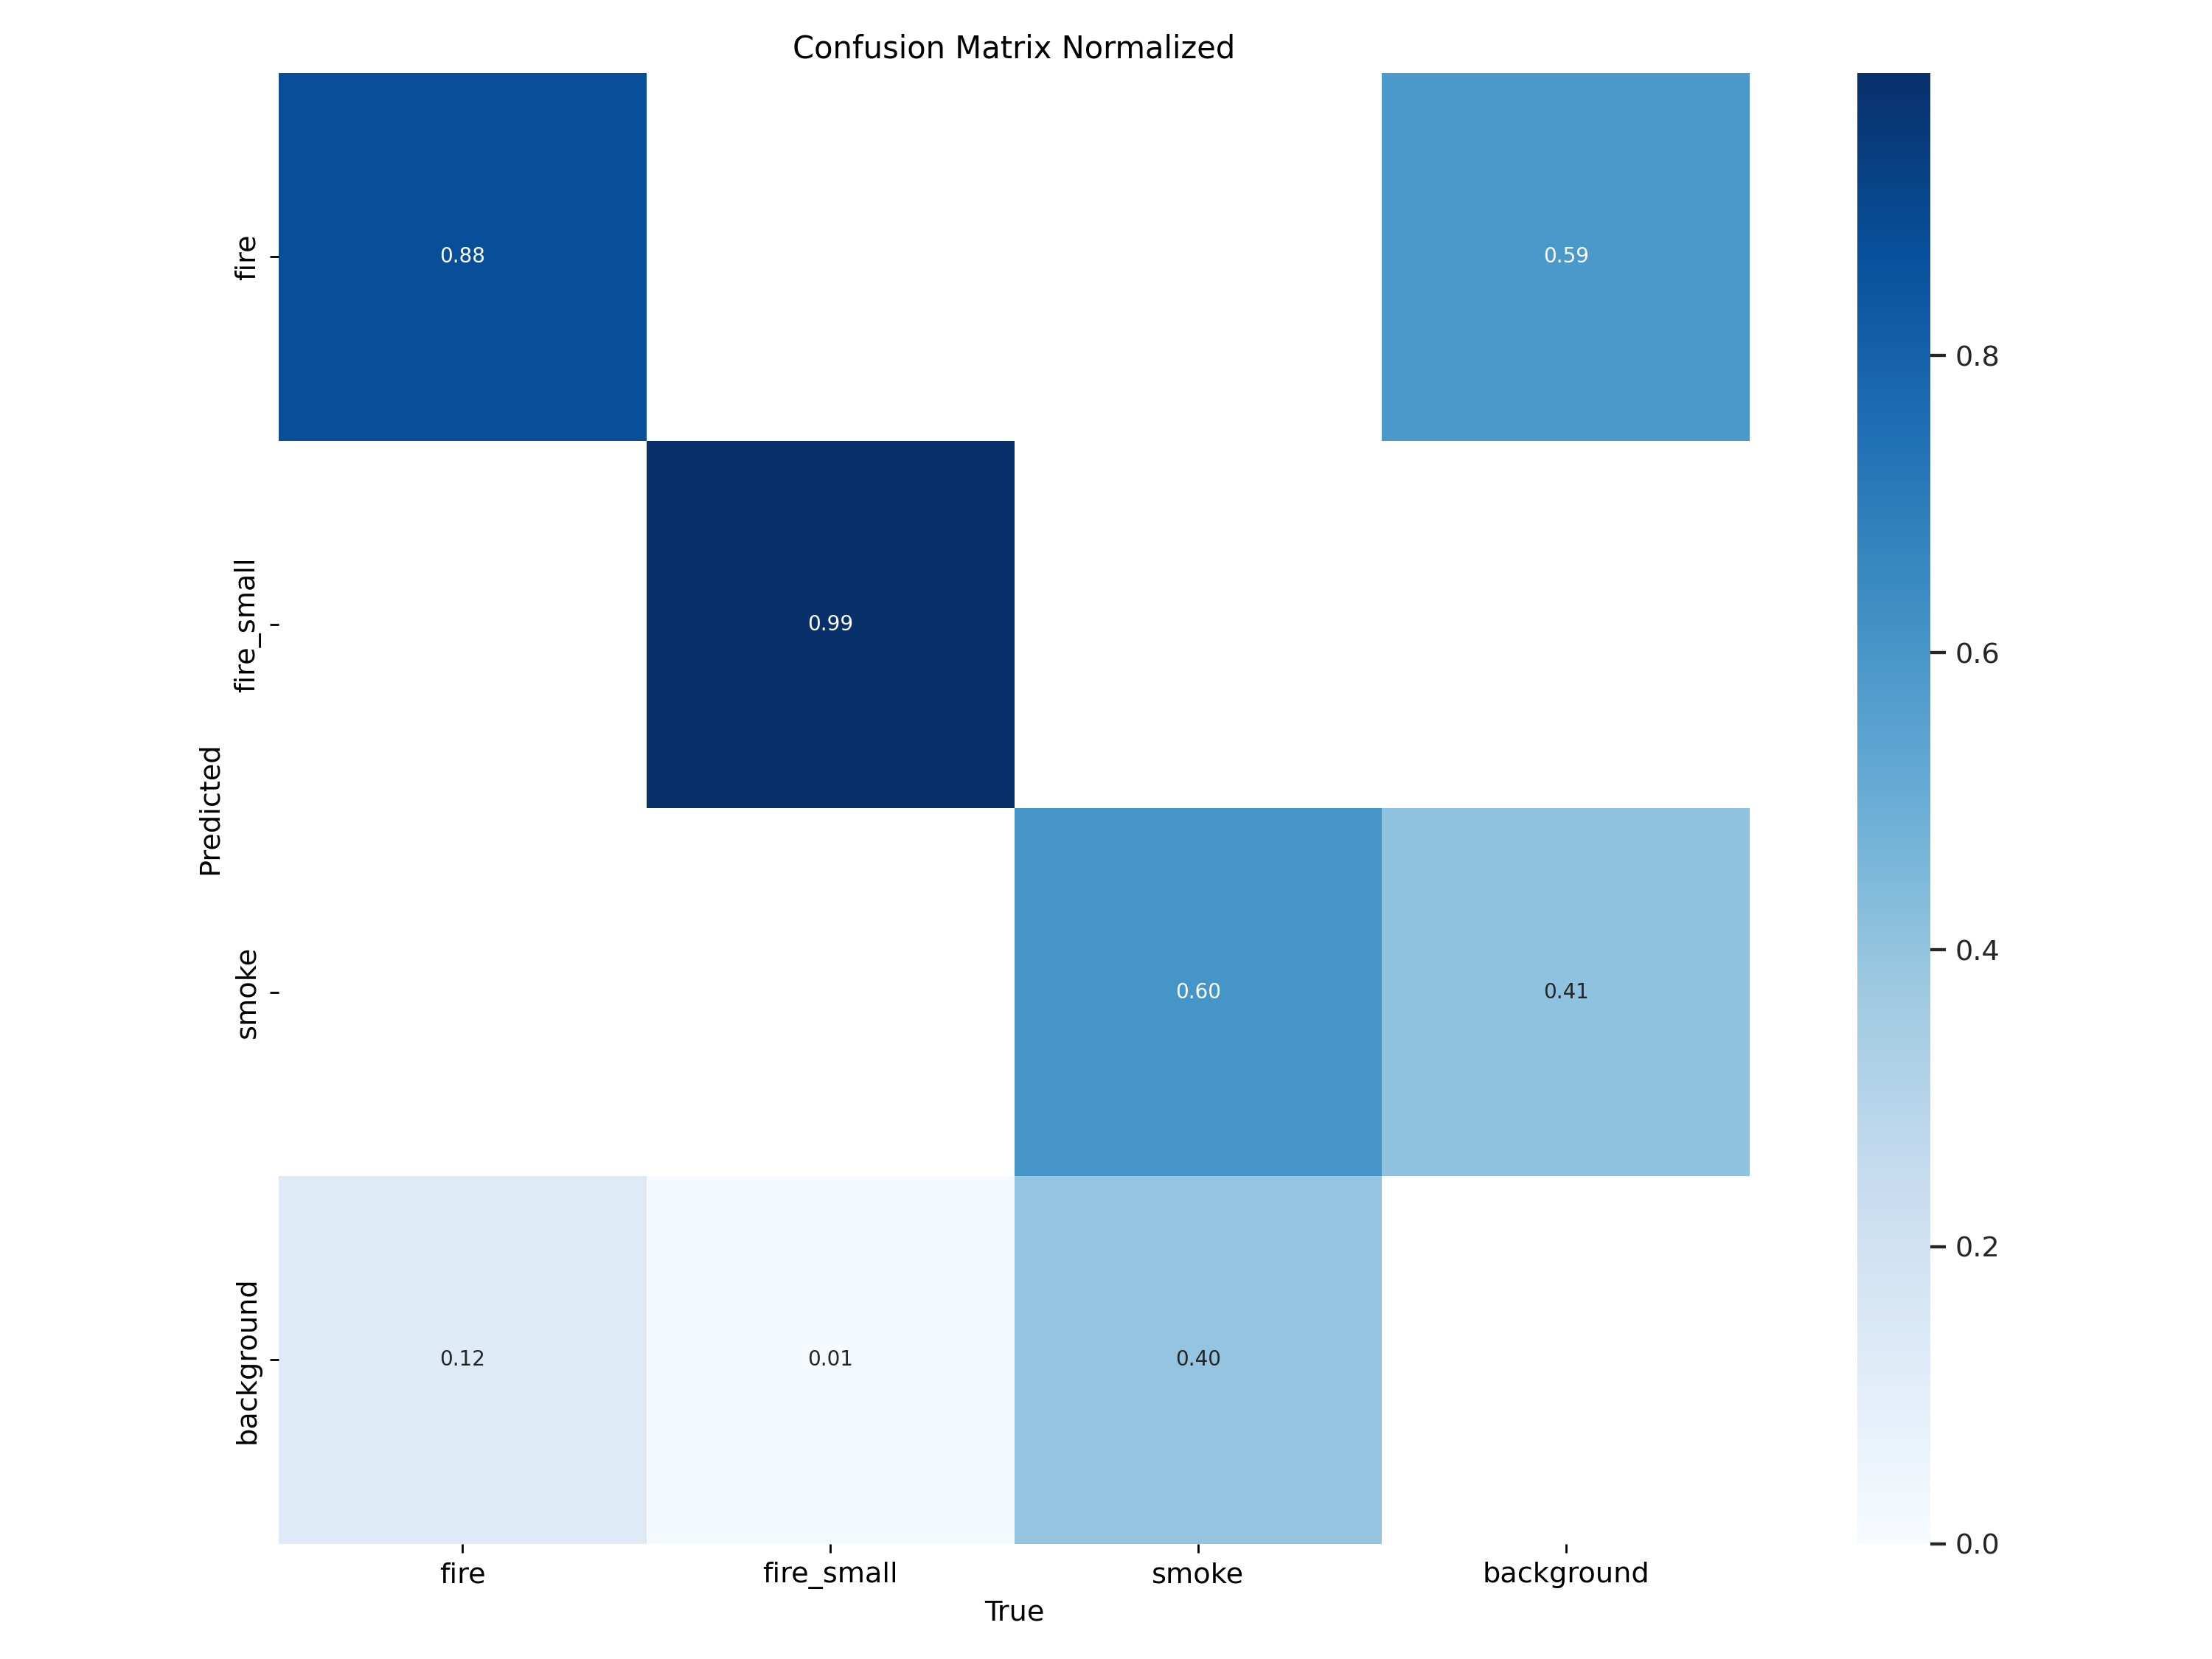 Confusion Matrix Normalized
fire
0.88
0.59
fire_small
0.99
smoke
0.60
0.41
background
0.12
0.01
0.40
Predicted
fire
fire_small
smoke
background
True
0.8
0.6
0.4
0.2
0.0